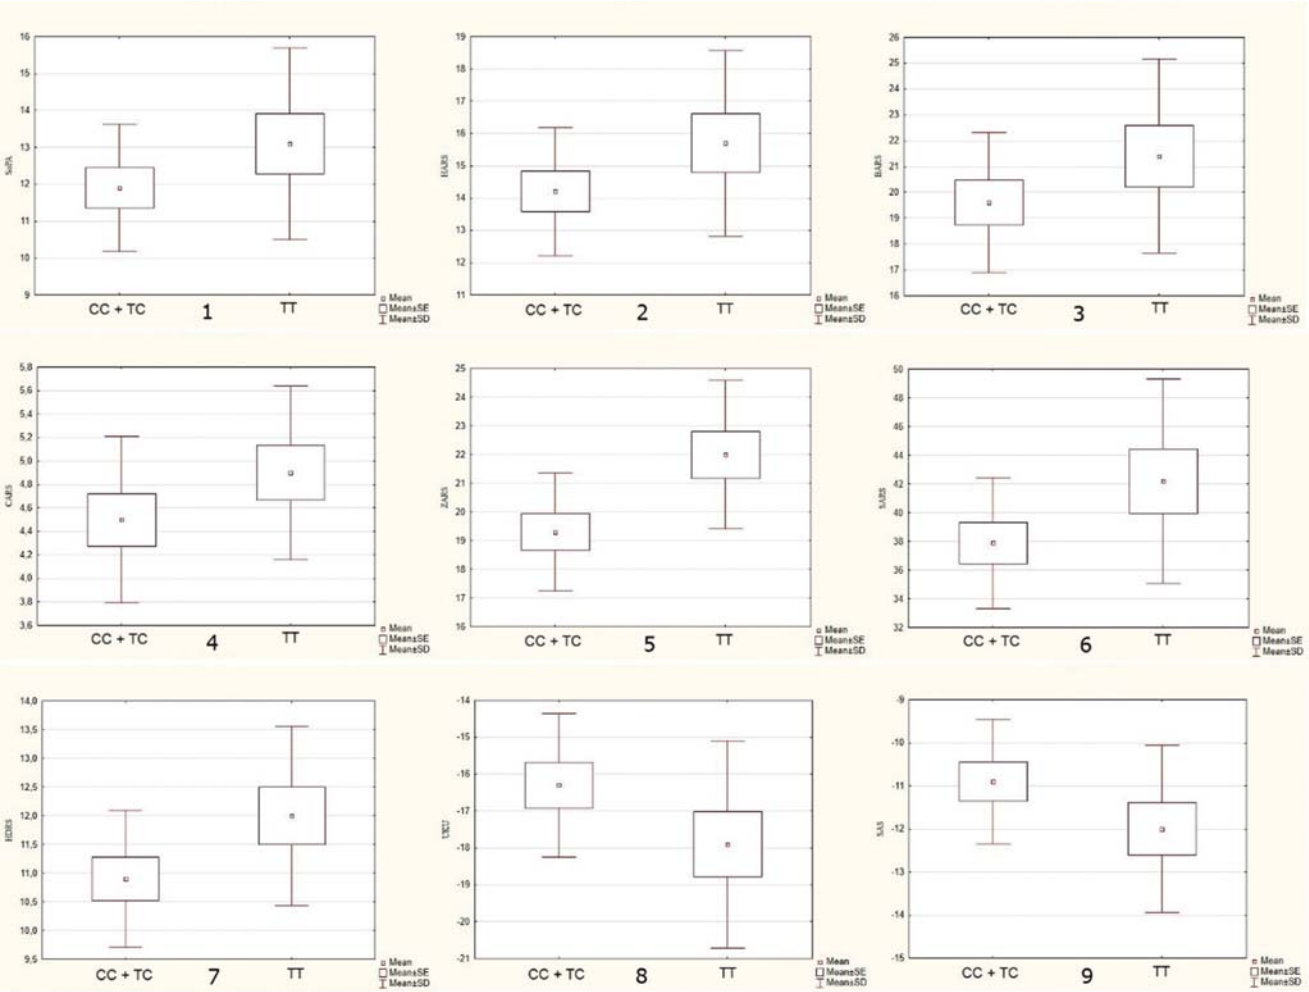 16
15
14
13
12
11
10
9
SaPA
CC + TC 1 TT
Mean
Mean±SE
Mean±SD
19
18
17
16
15
14
13
12
11
HARS
CC + TC 2 TT
Mean
Mean±SE
Mean±SD
26
25
24
23
22
21
20
19
18
17
16
BARS
CC + TC 3 TT
Mean
Mean±SE
Mean±SD
5,8
5,6
5,4
5,2
5,0
4,8
4,6
4,4
4,2
4,0
3,8
3,6
CARS
CC + TC 4 TT
Mean
Mean±SE
Mean±SD
25
24
23
22
21
20
19
18
17
16
ZARS
CC + TC 5 TT
Mean
Mean±SE
Mean±SD
50
48
46
44
42
40
38
36
34
32
SARS
CC + TC 6 TT
Mean
Mean±SE
Mean±SD
14,0
13,5
13,0
12,5
12,0
11,5
11,0
10,5
10,0
9,5
HDRS
CC + TC 7 TT
Mean
Mean±SE
Mean±SD
-14
-15
-16
-17
-18
-19
-20
-21
UKU
CC + TC 8 TT
Mean
Mean±SE
Mean±SD
-9
-10
-11
-12
-13
-14
-15
SAS
CC + TC 9 TT
Mean
Mean±SE
Mean±SD